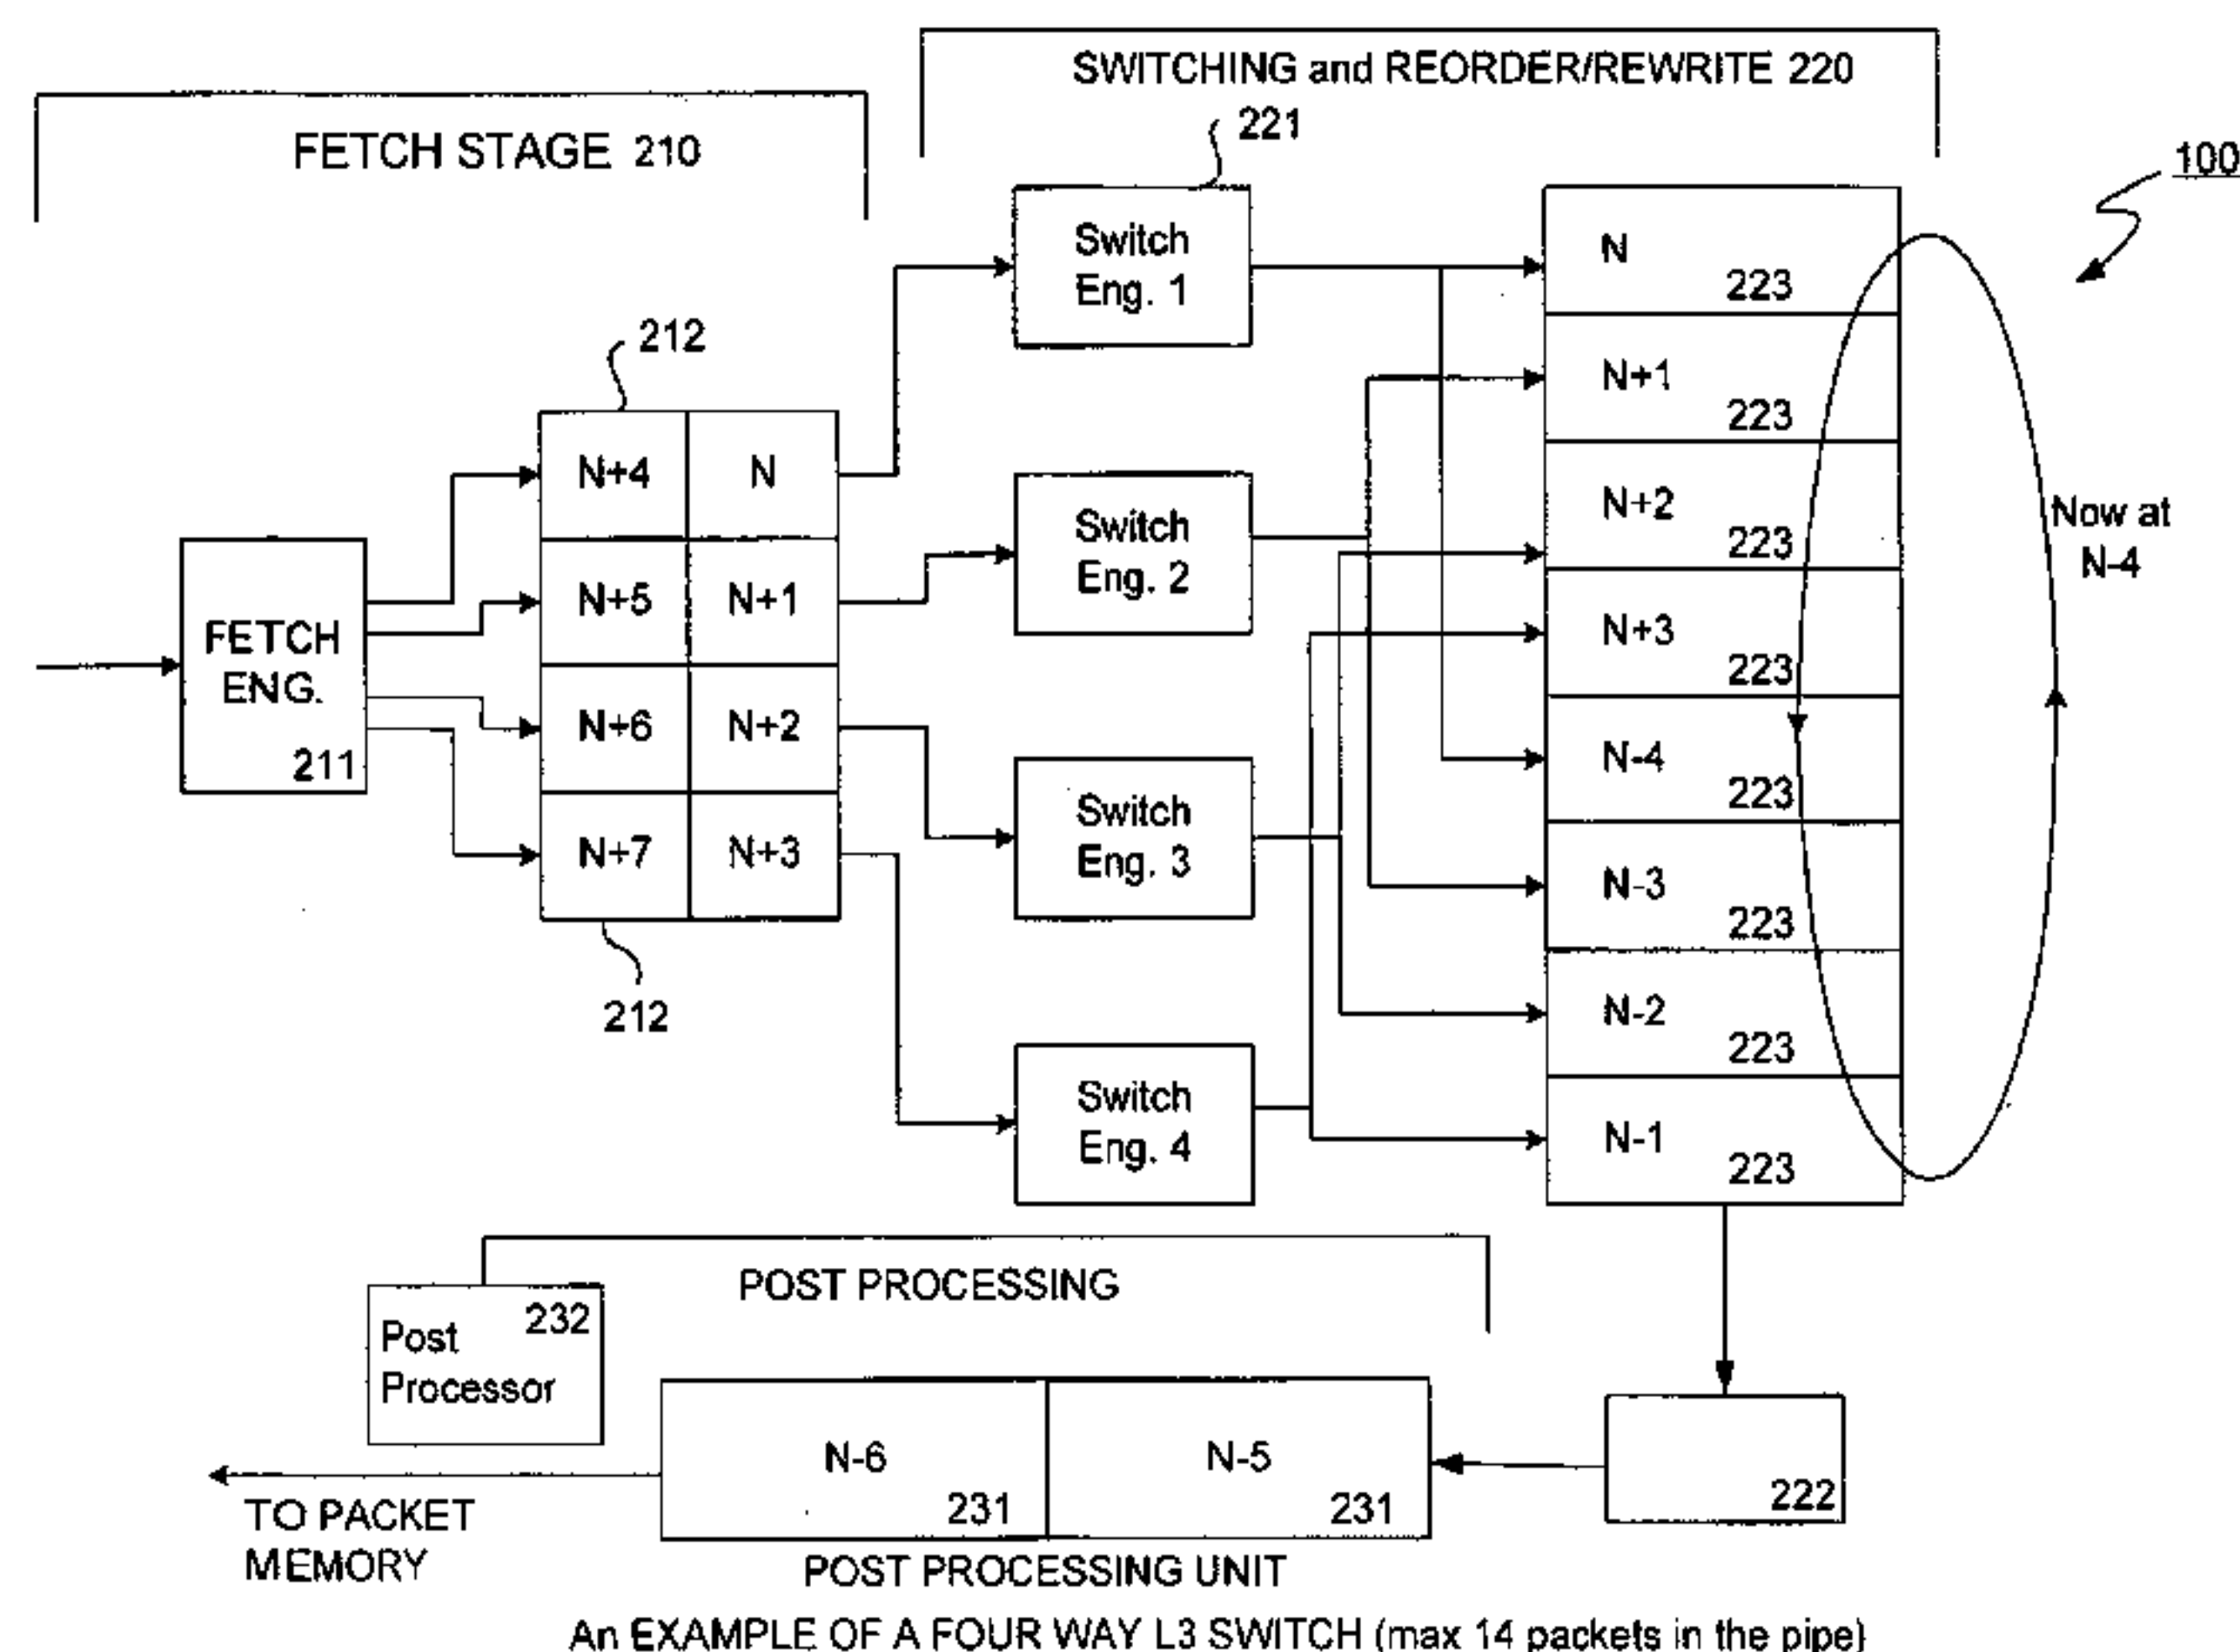 SWITCHING and REORDER/REWRITE 220
FETCH STAGE 210
221
100
Switch
Eng. 1
N
223
212
N+1
223
N+4
N
Switch
Eng. 2
N+2
223
Now at
N-4
FETCH
ENG.
211
N+5
N+1
N+3
223
N+6
N+2
Switch
Eng. 3
N-4
223
N+7
N+3
N-3
223
212
N-2
223
Switch
Eng. 4
N-1
223
POST PROCESSING
Post
Processor
232
N-6
231
N-5
231
222
TO PACKET
MEMORY
POST PROCESSING UNIT
An EXAMPLE OF A FOUR WAY L3 SWITCH (max 14 packets in the pipe)